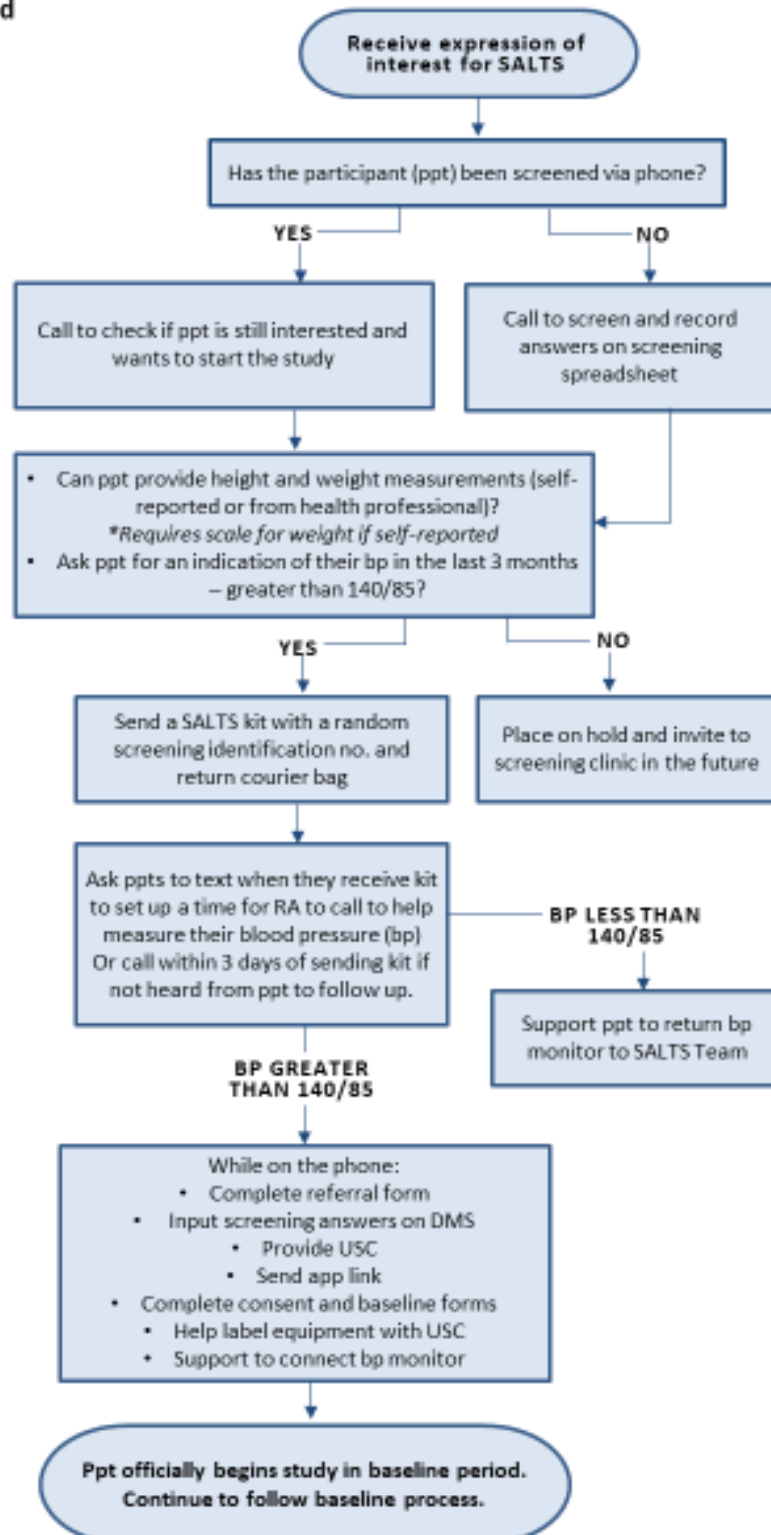 d
Receive expression of
interest for SALTS
Has the participant (ppt) been screened via phone?
YES
NO
Call to check if ppt is still interested and
wants to start the study
Call to screen and record
answers on screening
spreadsheet
• Can ppt provide height and weight measurements (self-
reported or from health professional)?
*Requires scale for weight if self-reported
• Ask ppt for an indication of their bp in the last 3 months
– greater than 140/85?
YES
NO
Send a SALTS kit with a random
screening identification no. and
return courier bag
Place on hold and invite to
screening clinic in the future
Ask ppts to text when they receive kit
to set up a time for RA to call to help
measure their blood pressure (bp)
Or call within 3 days of sending kit if
not heard from ppt to follow up.
BP LESS THAN
140/85
Support ppt to return bp
monitor to SALTS Team
BP GREATER
THAN 140/85
While on the phone:
• Complete referral form
• Input screening answers on DMS
• Provide USC
• Send app link
• Complete consent and baseline forms
• Help label equipment with USC
• Support to connect bp monitor
Ppt officially begins study in baseline period.
Continue to follow baseline process.